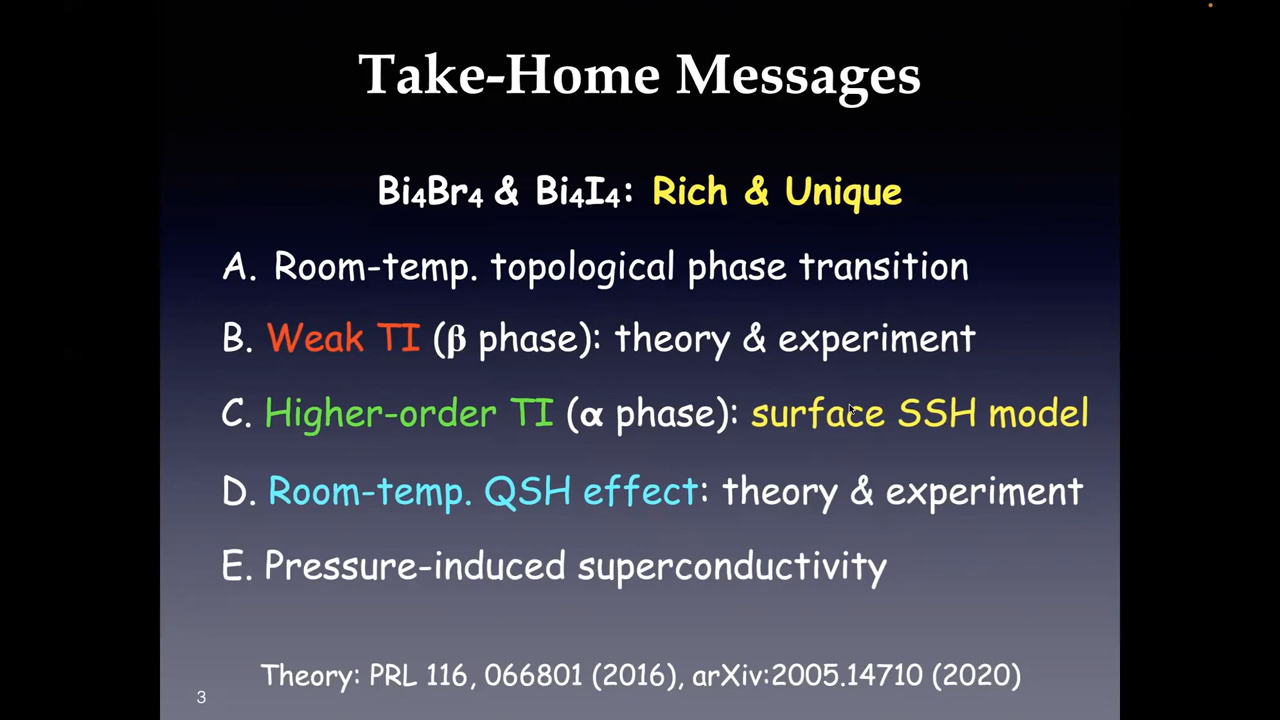 Take-Home Messages
Bi₄Br₄ & Bi₄I₄: Rich & Unique
A. Room-temp. topological phase transition
B. Weak TI (β phase): theory & experiment
C. Higher-order TI (α phase): surface SSH model
D. Room-temp. QSH effect: theory & experiment
E. Pressure-induced superconductivity
Theory: PRL 116, 066801 (2016), arXiv:2005.14710 (2020)
3